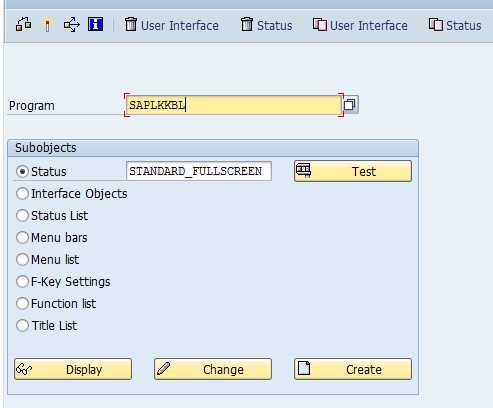 User Interface Status User Interface Status
Program SAPLKKBL
Subobjects
Status STANDARD_FULLSCREEN Test
Interface Objects
Status List
Menu bars
Menu list
F-Key Settings
Function list
Title List
Display Change Create